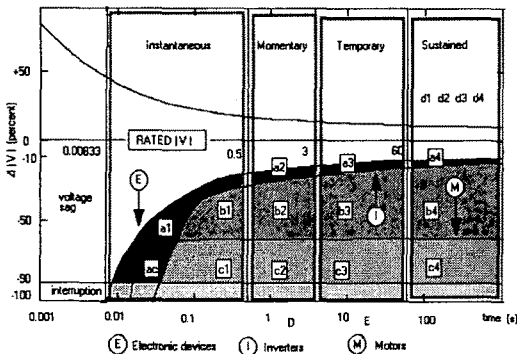 Instantaneous Momentary Temporary Sustained
+50
d1 d2 d3 d4
Δ |V| [percent]
0
RATED |V|
0.00833 0.5 3 60
-10
E
a2 a3 a4
voltage
sag
a1
b1 b2 b3 b4
I
M
-50
ac
c1 c2 c3 c4
-90
interruption
-100
0.001 0.01 0.1 1 D 10 E 100 time [s]
E Electronic devices I Inverters M Motors